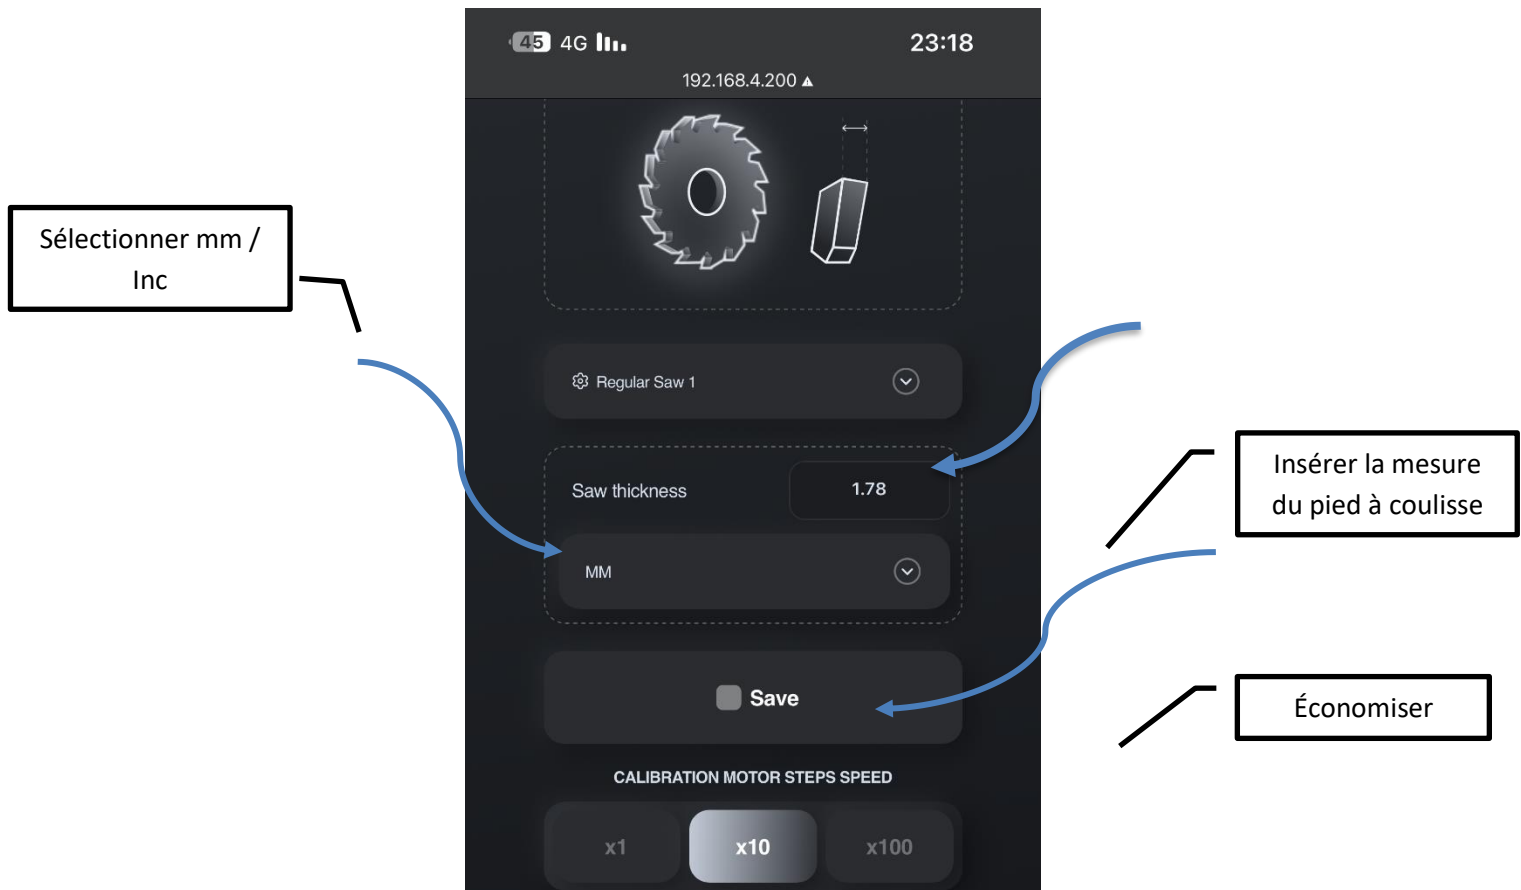 45 4G 23:18
192.168.4.200
Sélectionner mm /
Inc
Regular Saw 1
Saw thickness 1.78
MM
Insérer la mesure
du pied à coulisse
Save
Économiser
CALIBRATION MOTOR STEPS SPEED
x1 x10 x100